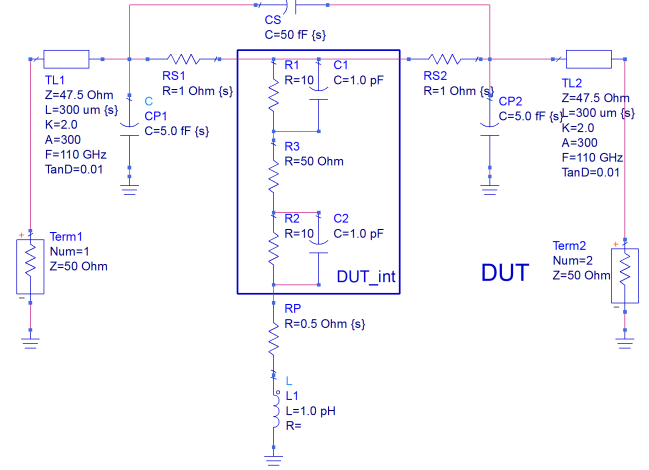 CS
C=50 fF {s}
TL1
Z=47.5 Ohm
L=300 um {s}
K=2.0
A=300
F=110 GHz
TanD=0.01
C
CP1
C=5.0 fF {s}
RS1
R=1 Ohm {s}
R1
R=10
C1
C=1.0 pF
R3
R=50 Ohm
R2
R=10
C2
C=1.0 pF
DUT_int
RS2
R=1 Ohm {s}
CP2
C=5.0 fF {s}
TL2
Z=47.5 Ohm
L=300 um {s}
K=2.0
A=300
F=110 GHz
TanD=0.01
+
Term1
Num=1
Z=50 Ohm
-
DUT
+
Term2
Num=2
Z=50 Ohm
-
RP
R=0.5 Ohm {s}
L
L1
L=1.0 pH
R=